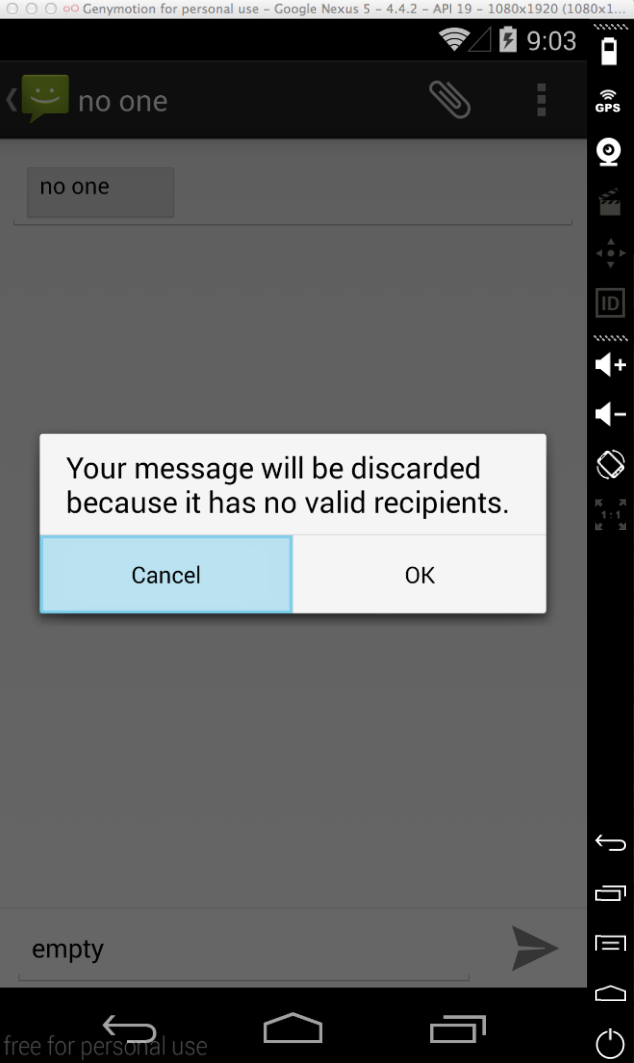 Genymotion for personal use – Google Nexus 5 – 4.4.2 – API 19 – 1080x1920 (1080x1...
9:03
GPS
no one
no one
ID
Your message will be discarded
because it has no valid recipients.
1:1
Cancel
OK
empty
free for personal use